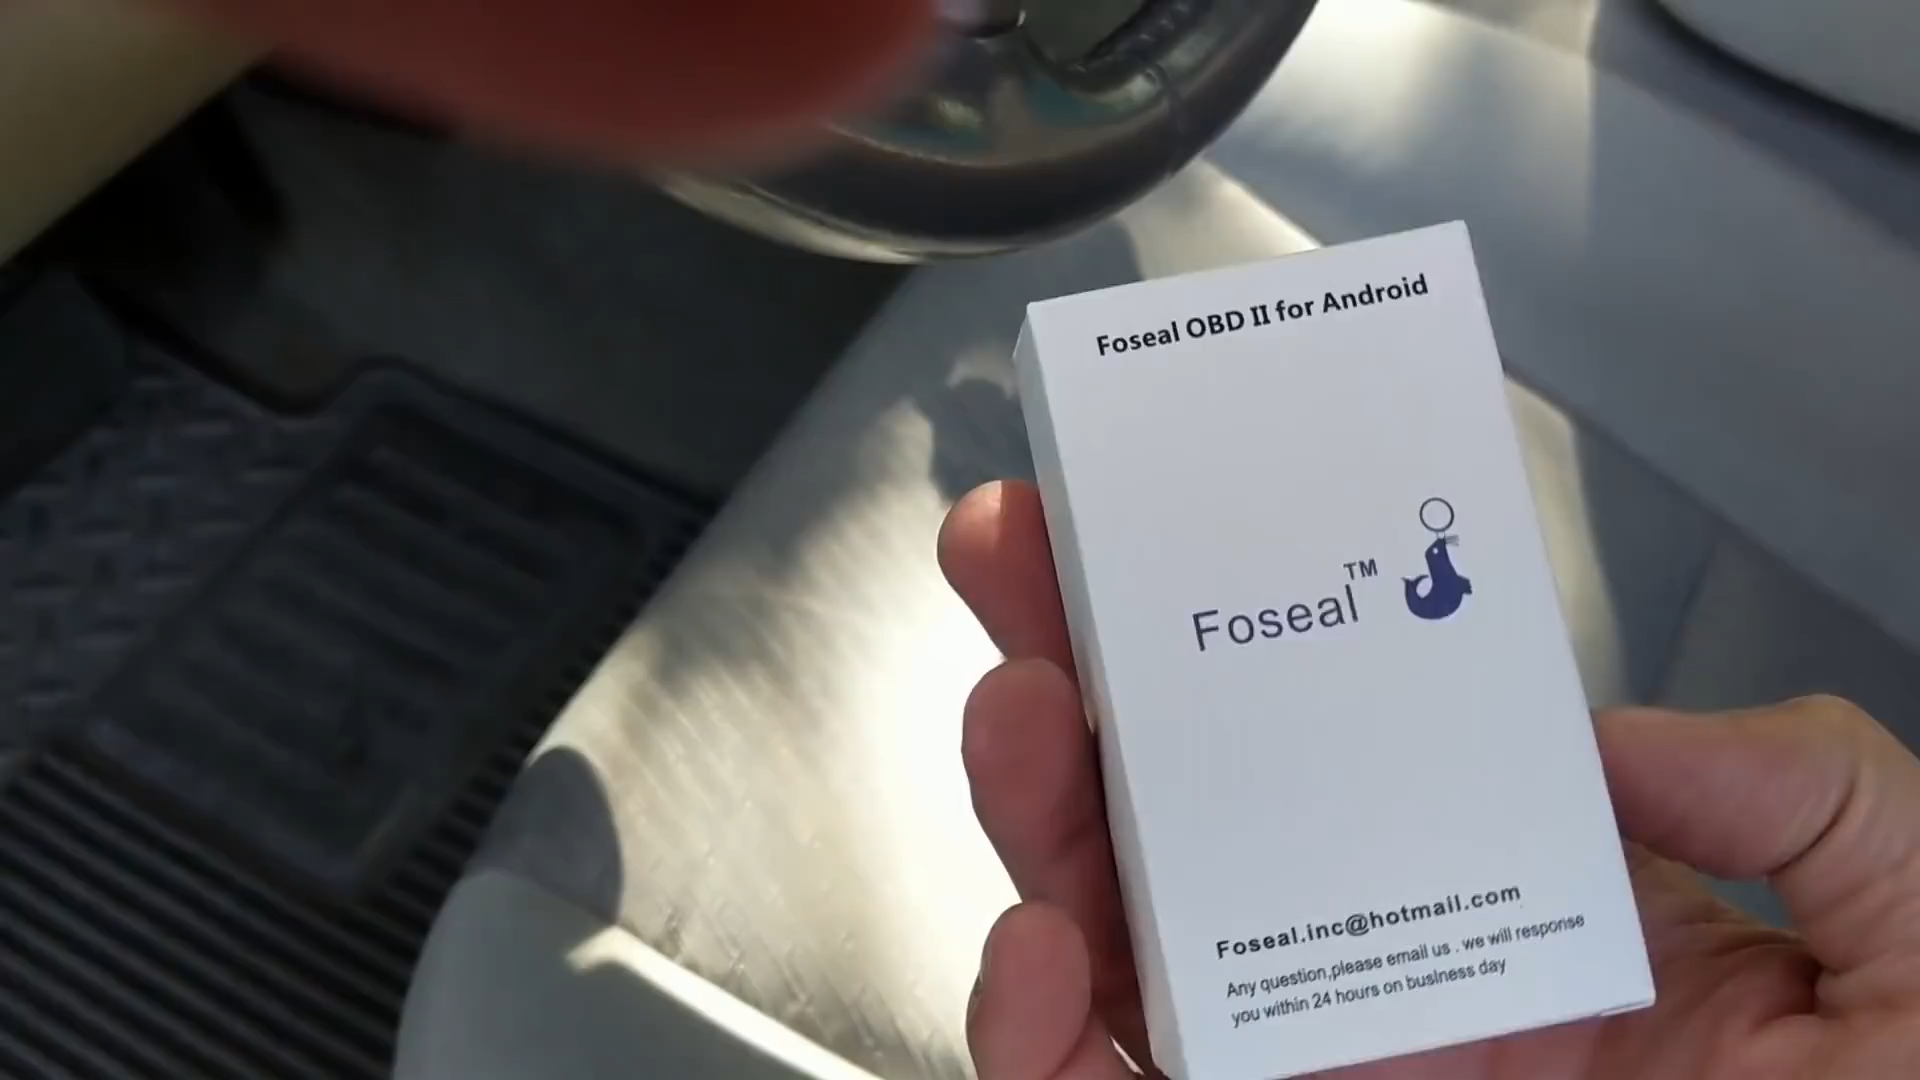 Foseal OBD II for Android
Foseal™
Foseal.inc@hotmail.com
Any question,please email us . we will response
you within 24 hours on business day